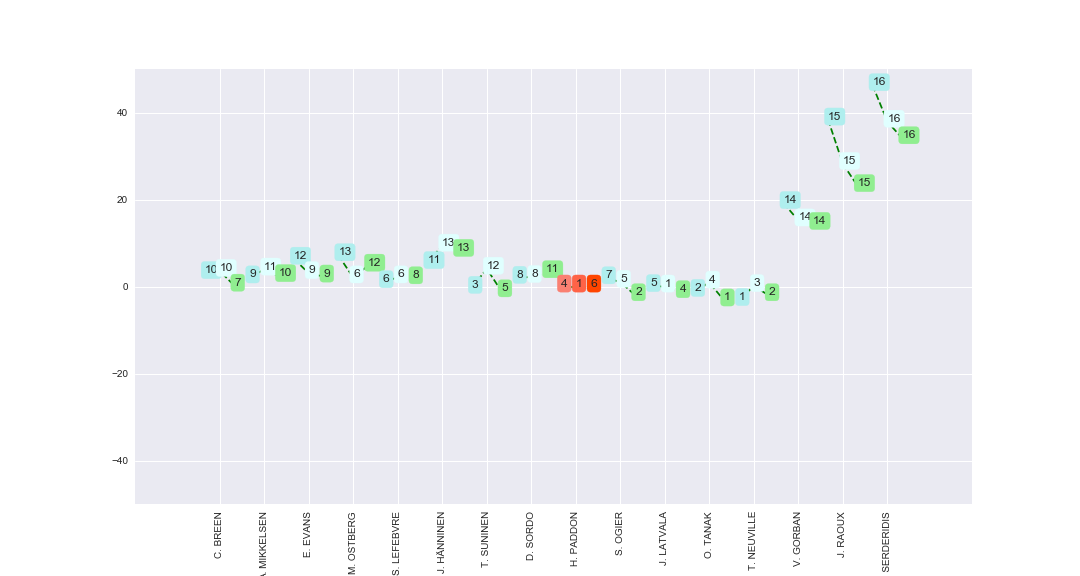 40
20
0
−20
−40
10 10 7
9 11 10
12 9 9
13 6 12
6 6 8
11 13 13
3 12 5
8 8 11
4 1 6
7 5 2
5 1 4
2 4 1
1 3 2
14 14 14
15 15 15
16 16 16
C. BREEN
MIKKELSEN
E. EVANS
M. OSTBERG
S. LEFEBVRE
J. HÄNNINEN
T. SUNINEN
D. SORDO
H. PADDON
S. OGIER
J. LATVALA
O. TANAK
T. NEUVILLE
V. GORBAN
J. RAOUX
SERDERIDIS